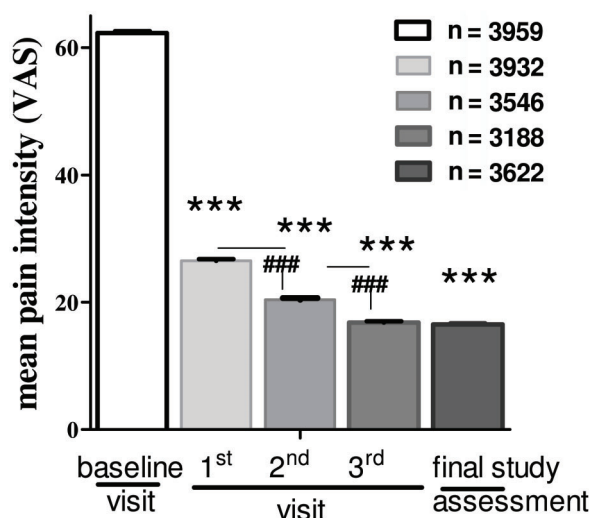 mean pain intensity (VAS)
60
40
20
0
n = 3959
n = 3932
n = 3546
n = 3188
n = 3622
***
***
***
***
###
###
baseline 1st 2nd 3rd final study
visit visit assessment